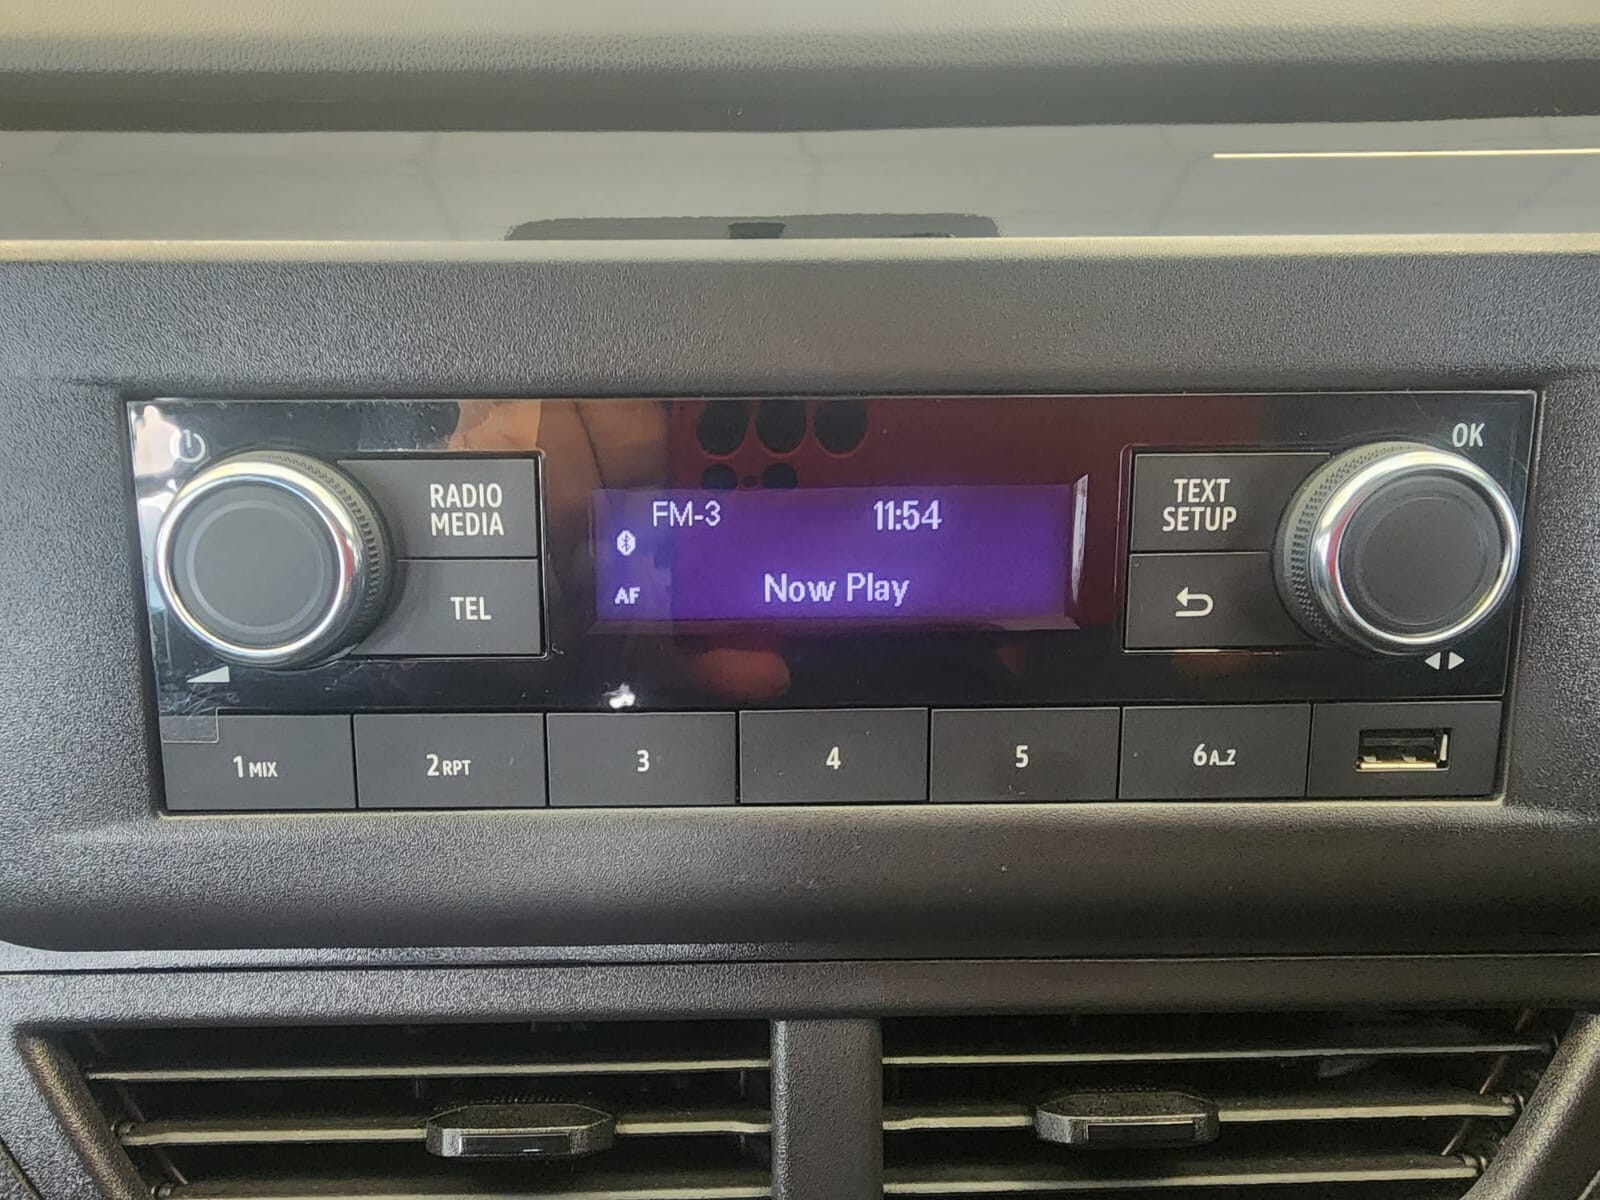 OK
RADIO
MEDIA
TEL
FM-3 11:54
AF Now Play
TEXT
SETUP
1 MIX
2 RPT
3
4
5
6 A..Z